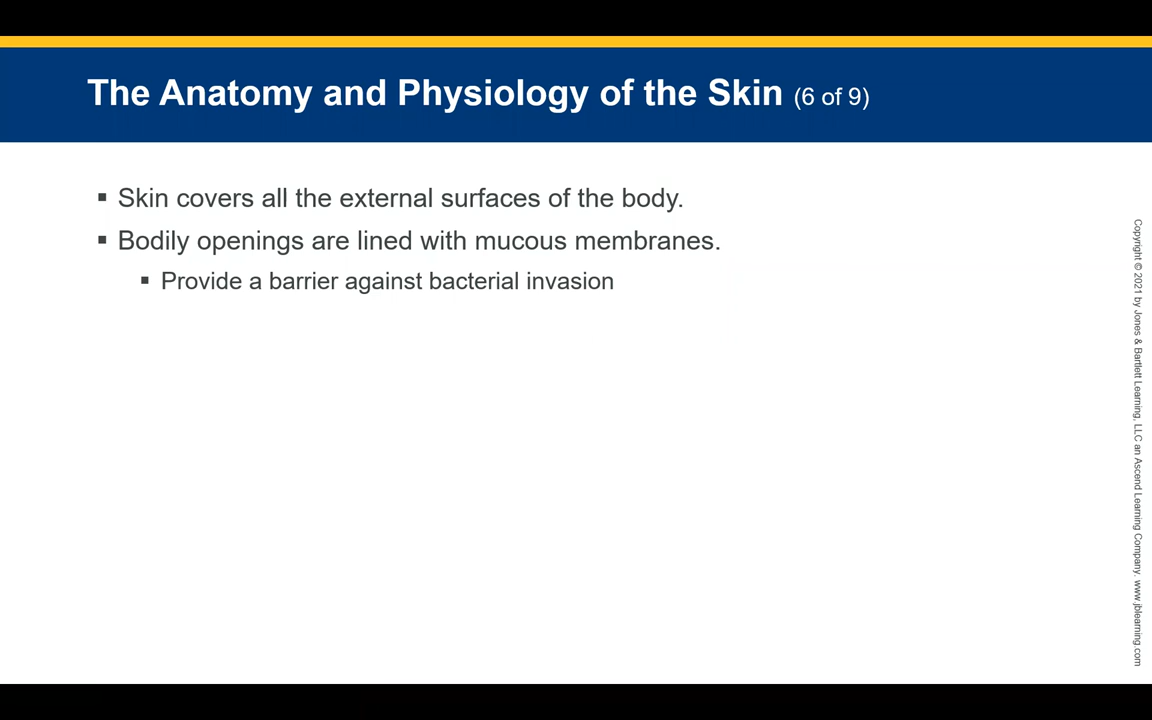 The Anatomy and Physiology of the Skin (6 of 9)
▪ Skin covers all the external surfaces of the body.
▪ Bodily openings are lined with mucous membranes.
▪ Provide a barrier against bacterial invasion
Copyright © 2021 by Jones & Bartlett Learning, LLC an Ascend Learning Company. www.jblearning.com